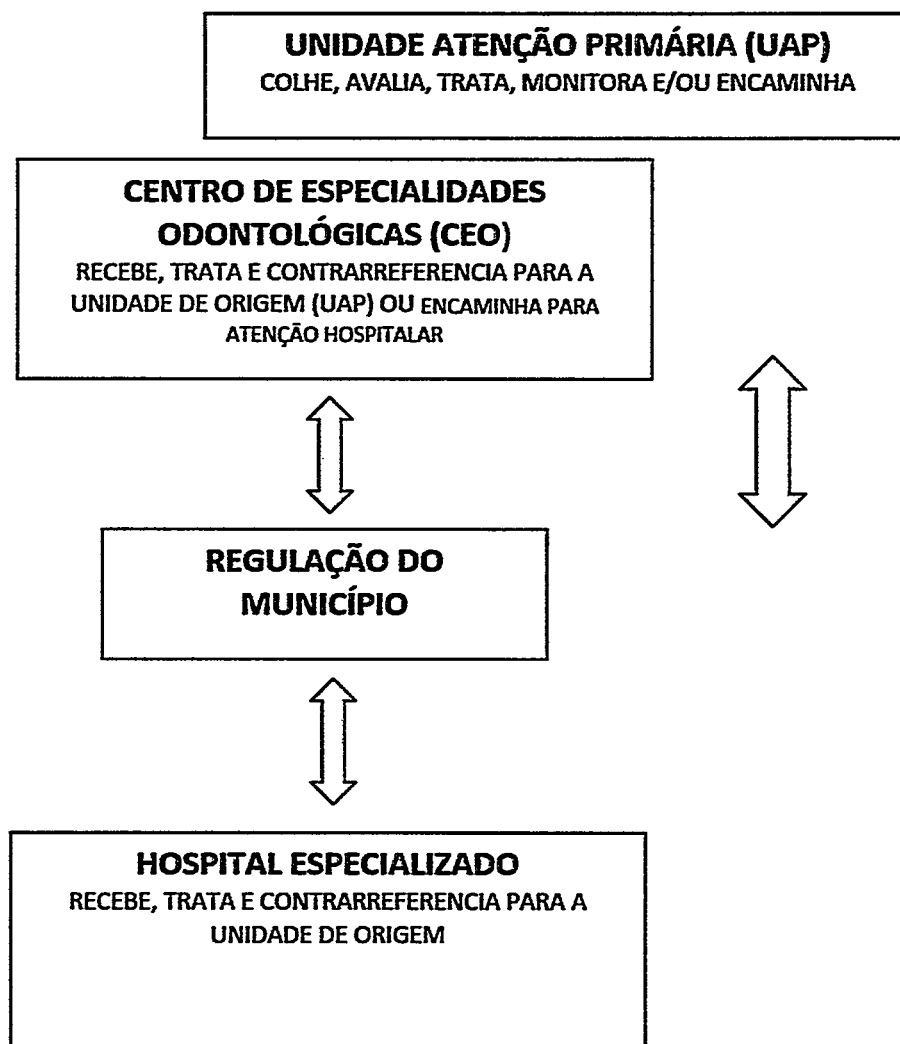 UNIDADE ATENÇÃO PRIMÁRIA (UAP)
COLHE, AVALIA, TRATA, MONITORA E/OU ENCAMINHA
CENTRO DE ESPECIALIDADES
ODONTOLÓGICAS (CEO)
RECEBE, TRATA E CONTRARREFERENCIA PARA A
UNIDADE DE ORIGEM (UAP) OU ENCAMINHA PARA
ATENÇÃO HOSPITALAR
REGULAÇÃO DO
MUNICÍPIO
HOSPITAL ESPECIALIZADO
RECEBE, TRATA E CONTRARREFERENCIA PARA A
UNIDADE DE ORIGEM